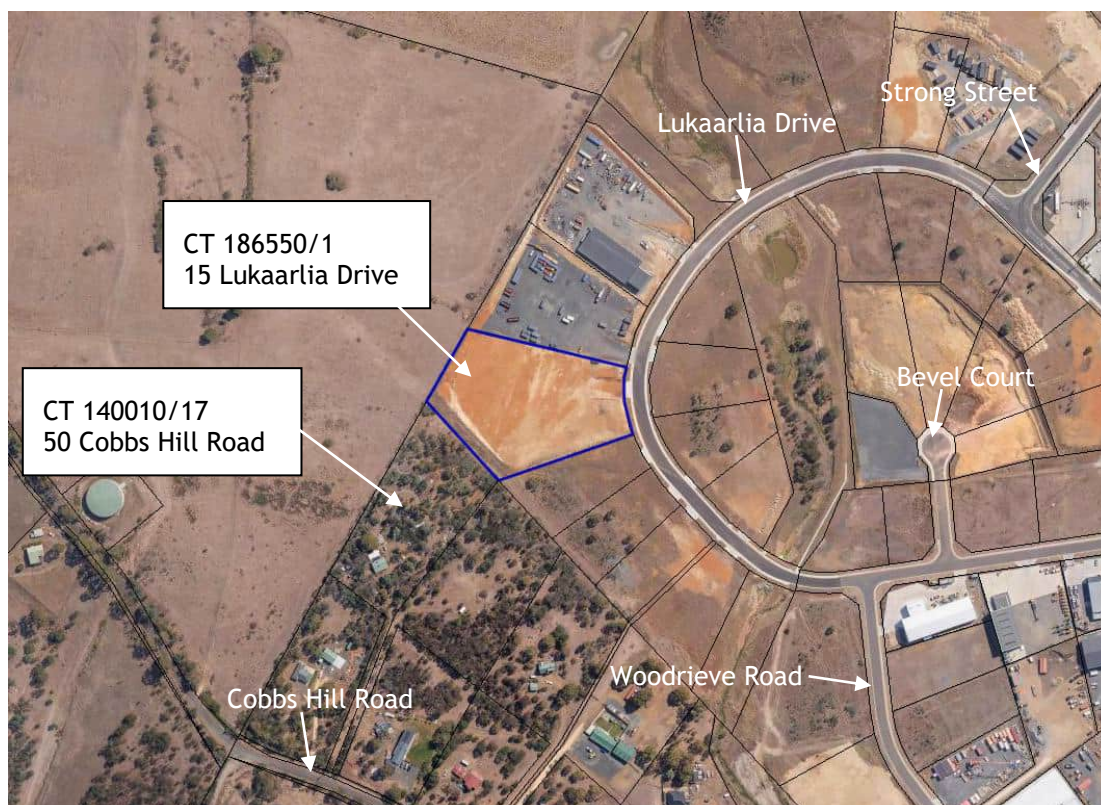 Strong Street
Lukaarlia Drive
CT 186550/1
15 Lukaarlia Drive
Bevel Court
CT 140010/17
50 Cobbs Hill Road
Woodrieve Road
Cobbs Hill Road